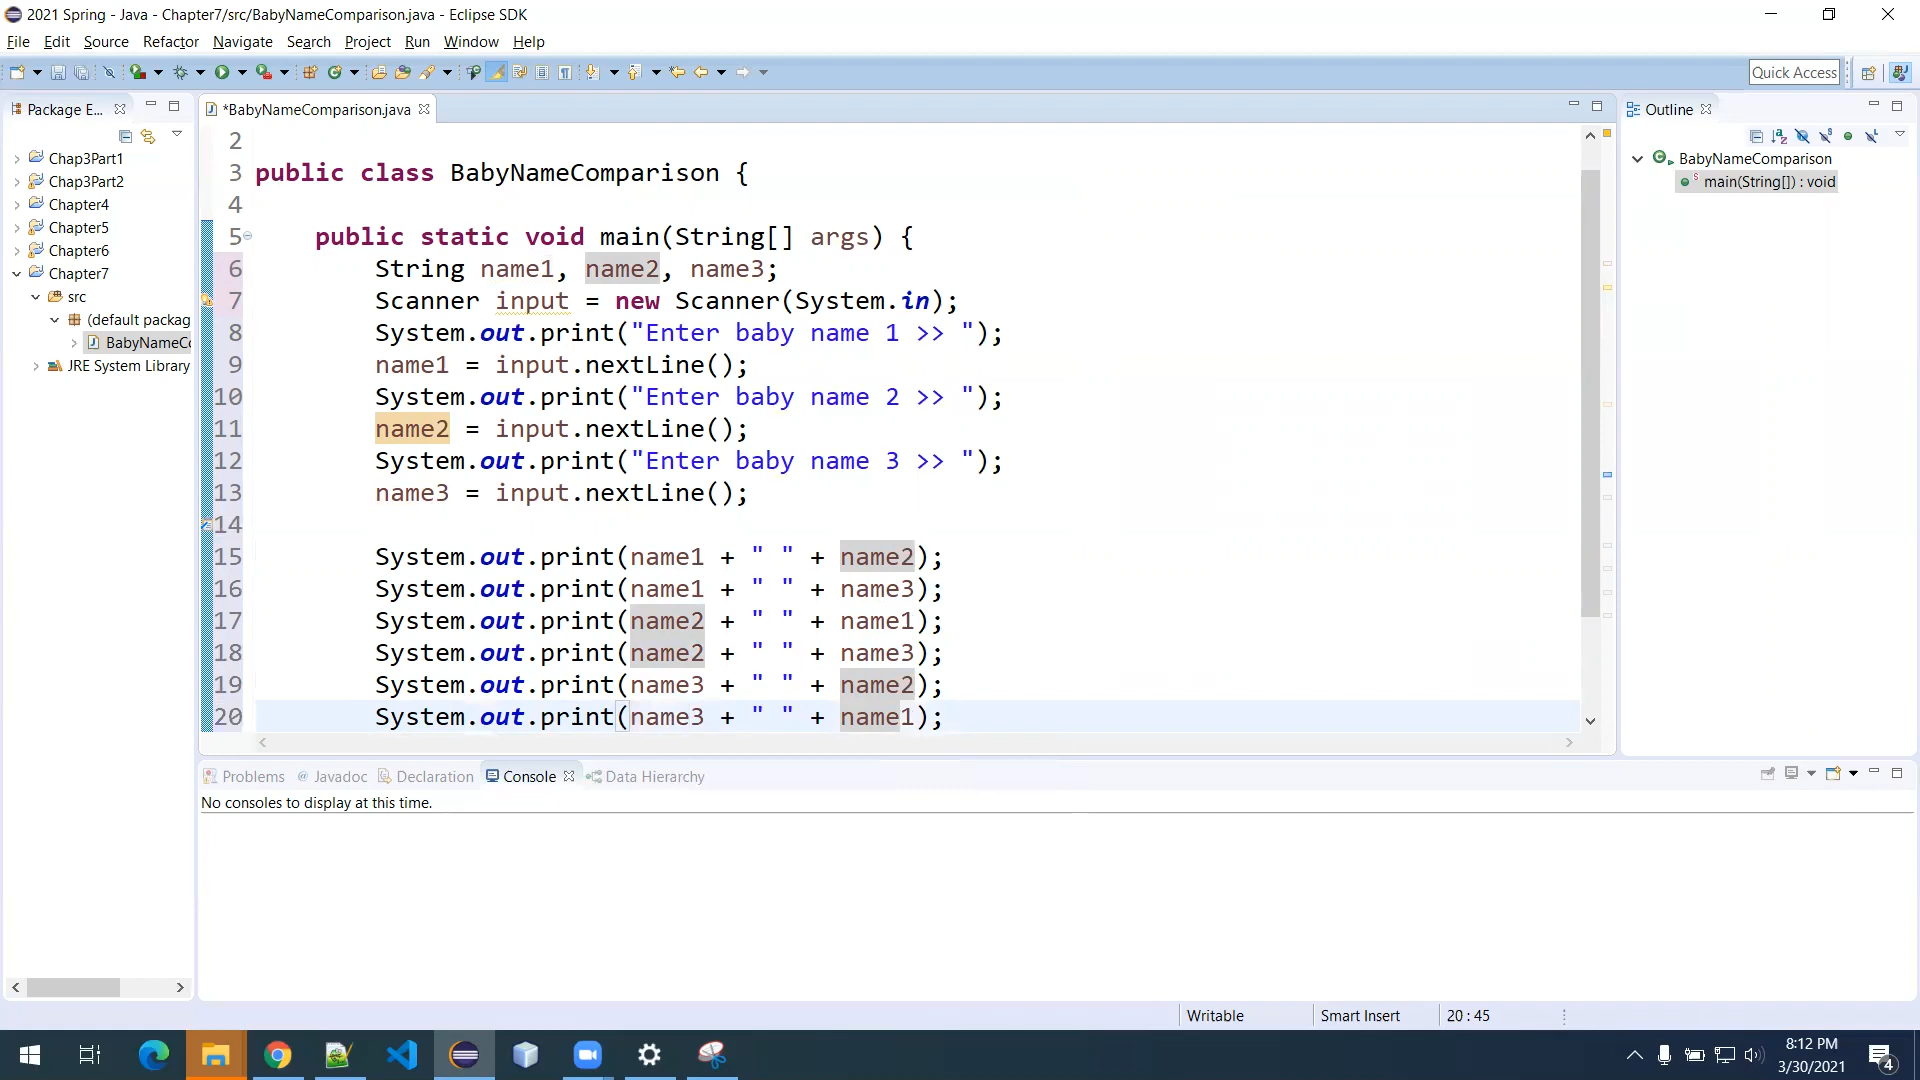 2021 Spring - Java - Chapter7/src/BabyNameComparison.java - Eclipse SDK
File Edit Source Refactor Navigate Search Project Run Window Help
Quick Access
Package E...
Chap3Part1
Chap3Part2
Chapter4
Chapter5
Chapter6
Chapter7
src
(default packag
BabyNameCo
JRE System Library
*BabyNameComparison.java
2
3 public class BabyNameComparison {
4
5 public static void main(String[] args) {
6 String name1, name2, name3;
7 Scanner input = new Scanner(System.in);
8 System.out.print("Enter baby name 1 >> ");
9 name1 = input.nextLine();
10 System.out.print("Enter baby name 2 >> ");
11 name2 = input.nextLine();
12 System.out.print("Enter baby name 3 >> ");
13 name3 = input.nextLine();
14
15 System.out.print(name1 + " " + name2);
16 System.out.print(name1 + " " + name3);
17 System.out.print(name2 + " " + name1);
18 System.out.print(name2 + " " + name3);
19 System.out.print(name3 + " " + name2);
20 System.out.print(name3 + " " + name1);
Outline
BabyNameComparison
main(String[]) : void
Problems @ Javadoc Declaration Console Data Hierarchy
No consoles to display at this time.
Writable Smart Insert 20 : 45
8:12 PM
3/30/2021
4